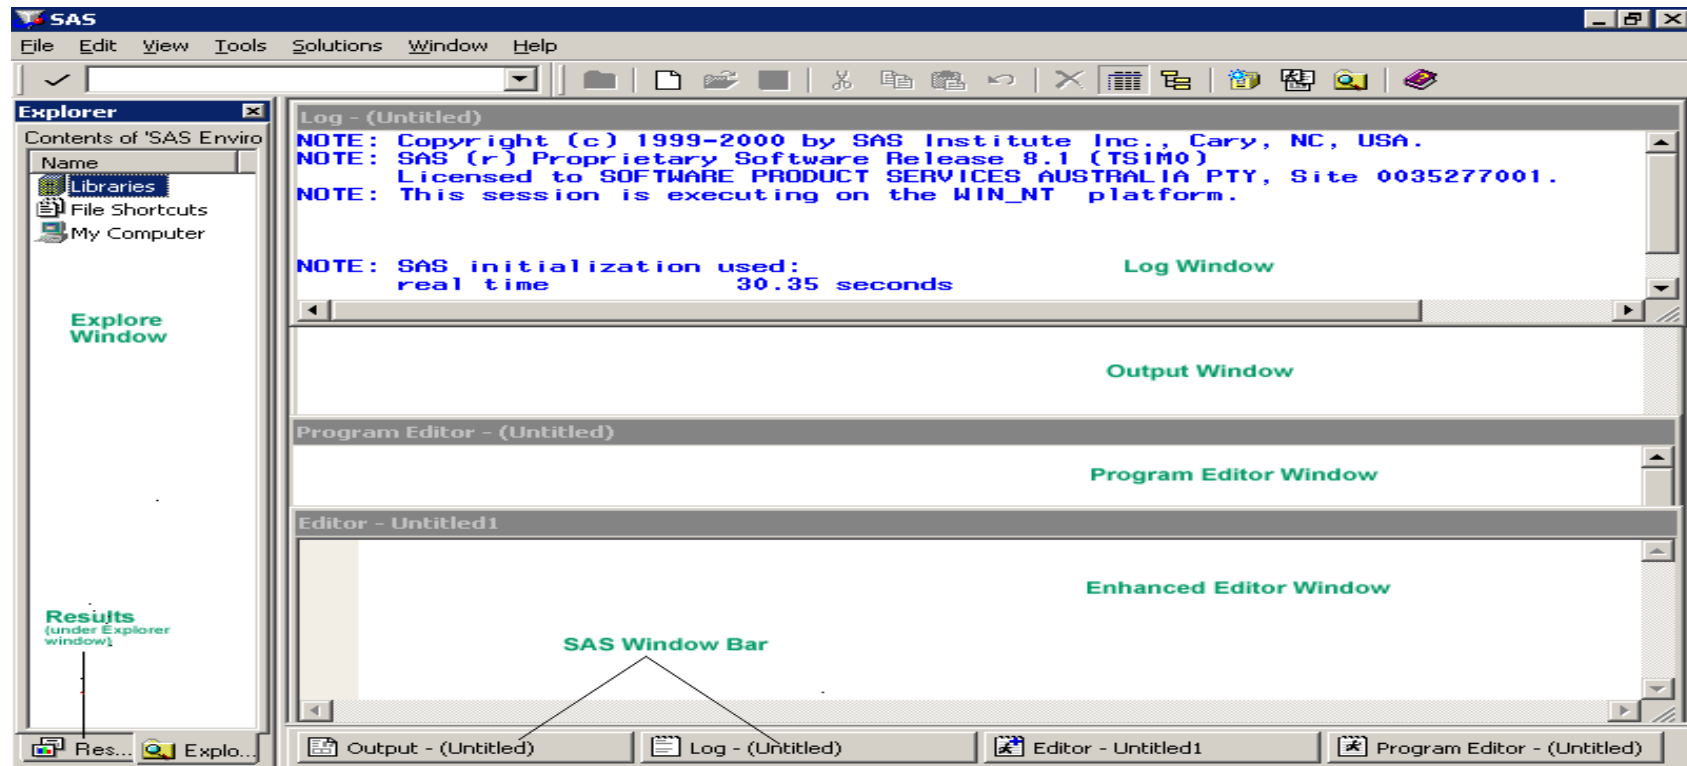 SAS
File Edit View Tools Solutions Window Help
Explorer
Contents of 'SAS Enviro
Name
Libraries
File Shortcuts
My Computer
Explore
Window
Results
(under Explorer
window)
Res...
Explo...
Log - (Untitled)
NOTE: Copyright (c) 1999-2000 by SAS Institute Inc., Cary, NC, USA.
NOTE: SAS (r) Proprietary Software Release 8.1 (TS1M0)
Licensed to SOFTWARE PRODUCT SERVICES AUSTRALIA PTY, Site 0035277001.
NOTE: This session is executing on the WIN_NT platform.
NOTE: SAS initialization used:
real time 30.35 seconds
Log Window
Output Window
Program Editor - (Untitled)
Program Editor Window
Editor - Untitled1
Enhanced Editor Window
SAS Window Bar
Output - (Untitled)
Log - (Untitled)
Editor - Untitled1
Program Editor - (Untitled)